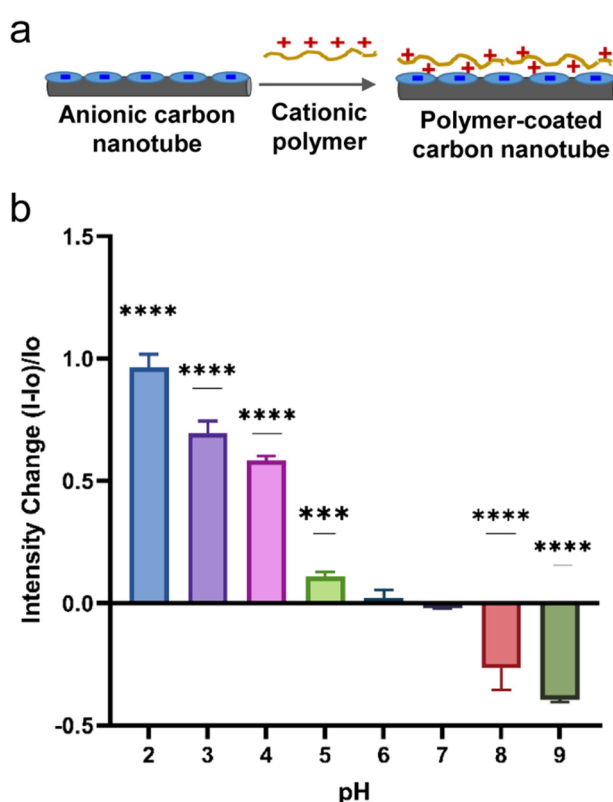 a
+ + + +
Anionic carbon
nanotube
Cationic
polymer
Polymer-coated
carbon nanotube
b
Intensity Change (I-Io)/Io
1.5
1.0
0.5
0.0
-0.5
****
****
****
***
****
****
2 3 4 5 6 7 8 9
pH